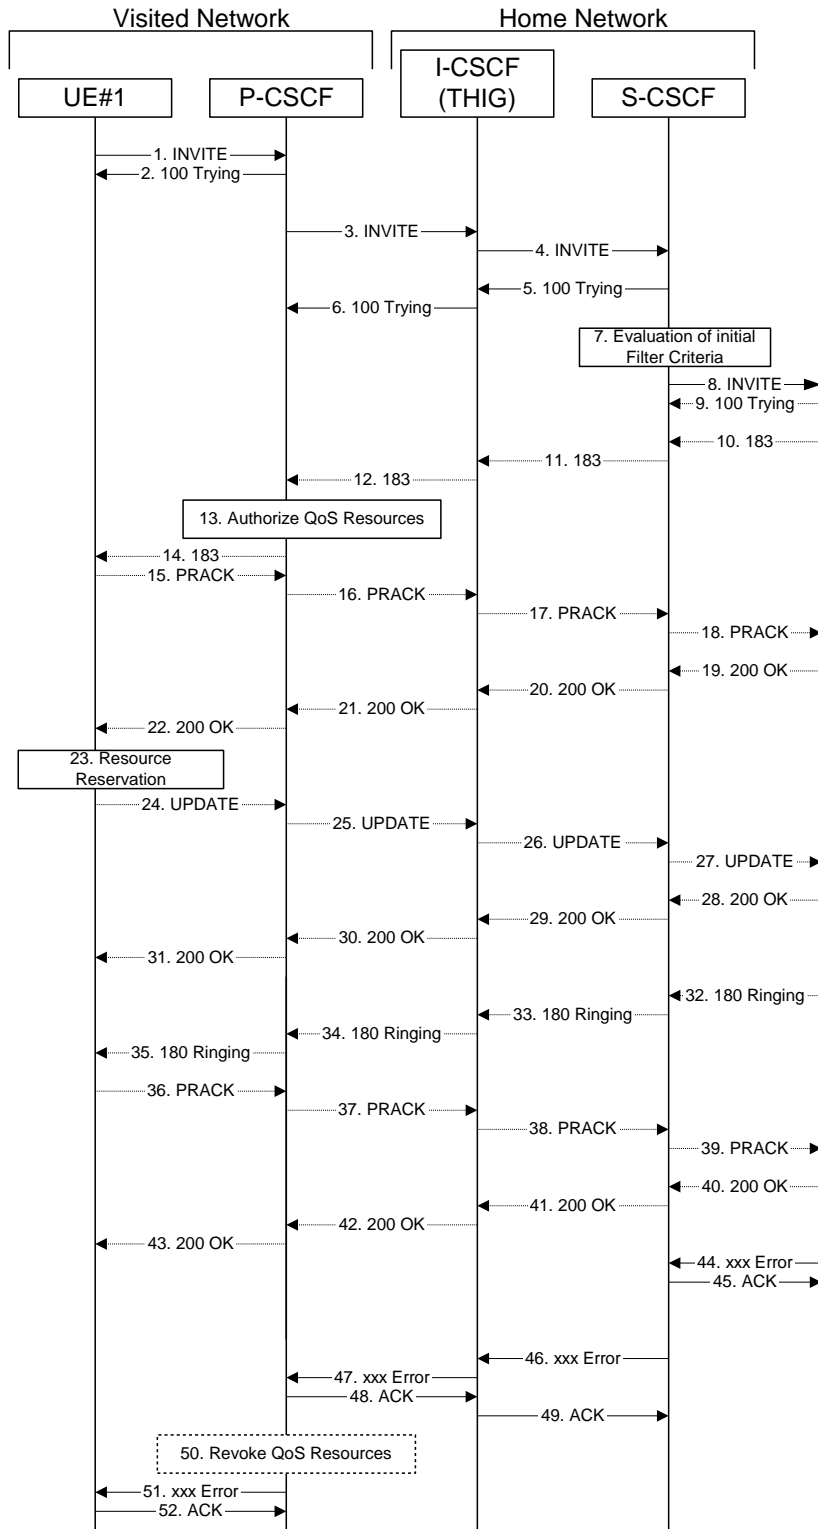 Visited Network
Home Network
UE#1
P-CSCF
I-CSCF
(THIG)
S-CSCF
1. INVITE
2. 100 Trying
3. INVITE
4. INVITE
5. 100 Trying
6. 100 Trying
7. Evaluation of initial
Filter Criteria
8. INVITE
9. 100 Trying
10. 183
11. 183
12. 183
13. Authorize QoS Resources
14. 183
15. PRACK
16. PRACK
17. PRACK
18. PRACK
19. 200 OK
20. 200 OK
21. 200 OK
22. 200 OK
23. Resource
Reservation
24. UPDATE
25. UPDATE
26. UPDATE
27. UPDATE
28. 200 OK
29. 200 OK
30. 200 OK
31. 200 OK
32. 180 Ringing
33. 180 Ringing
34. 180 Ringing
35. 180 Ringing
36. PRACK
37. PRACK
38. PRACK
39. PRACK
40. 200 OK
41. 200 OK
42. 200 OK
43. 200 OK
44. xxx Error
45. ACK
46. xxx Error
47. xxx Error
48. ACK
49. ACK
50. Revoke QoS Resources
51. xxx Error
52. ACK